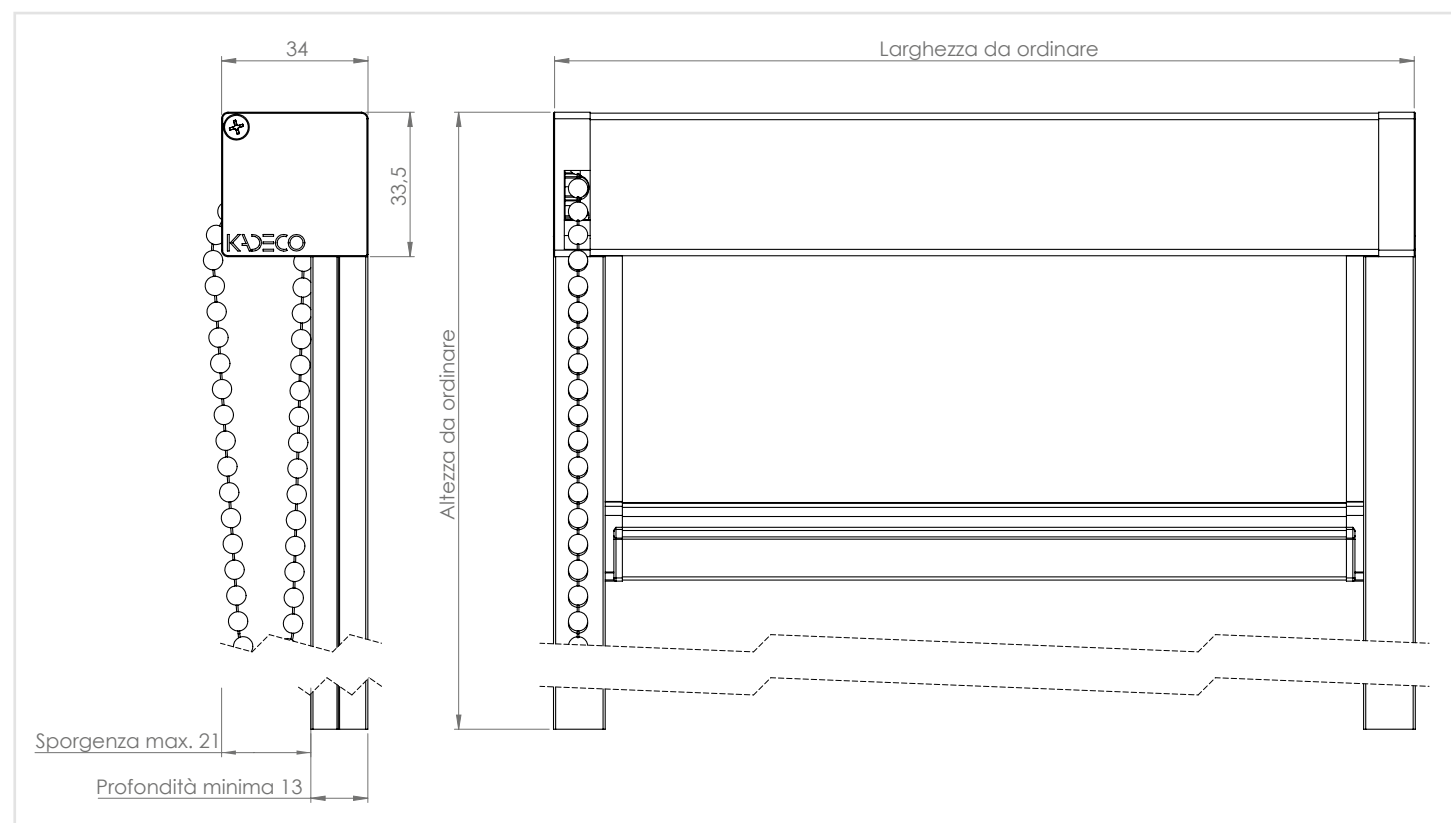 34
Larghezza da ordinare
33,5
KADECO
Altezza da ordinare
Sporgenza max. 21
Profondità minima 13